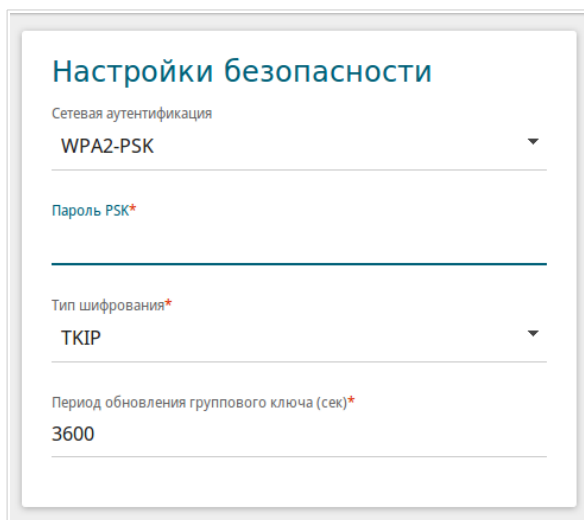 Настройки безопасности
Сетевая аутентификация
WPA2-PSK
Пароль PSK*
Тип шифрования*
TKIP
Период обновления группового ключа (сек)*
3600